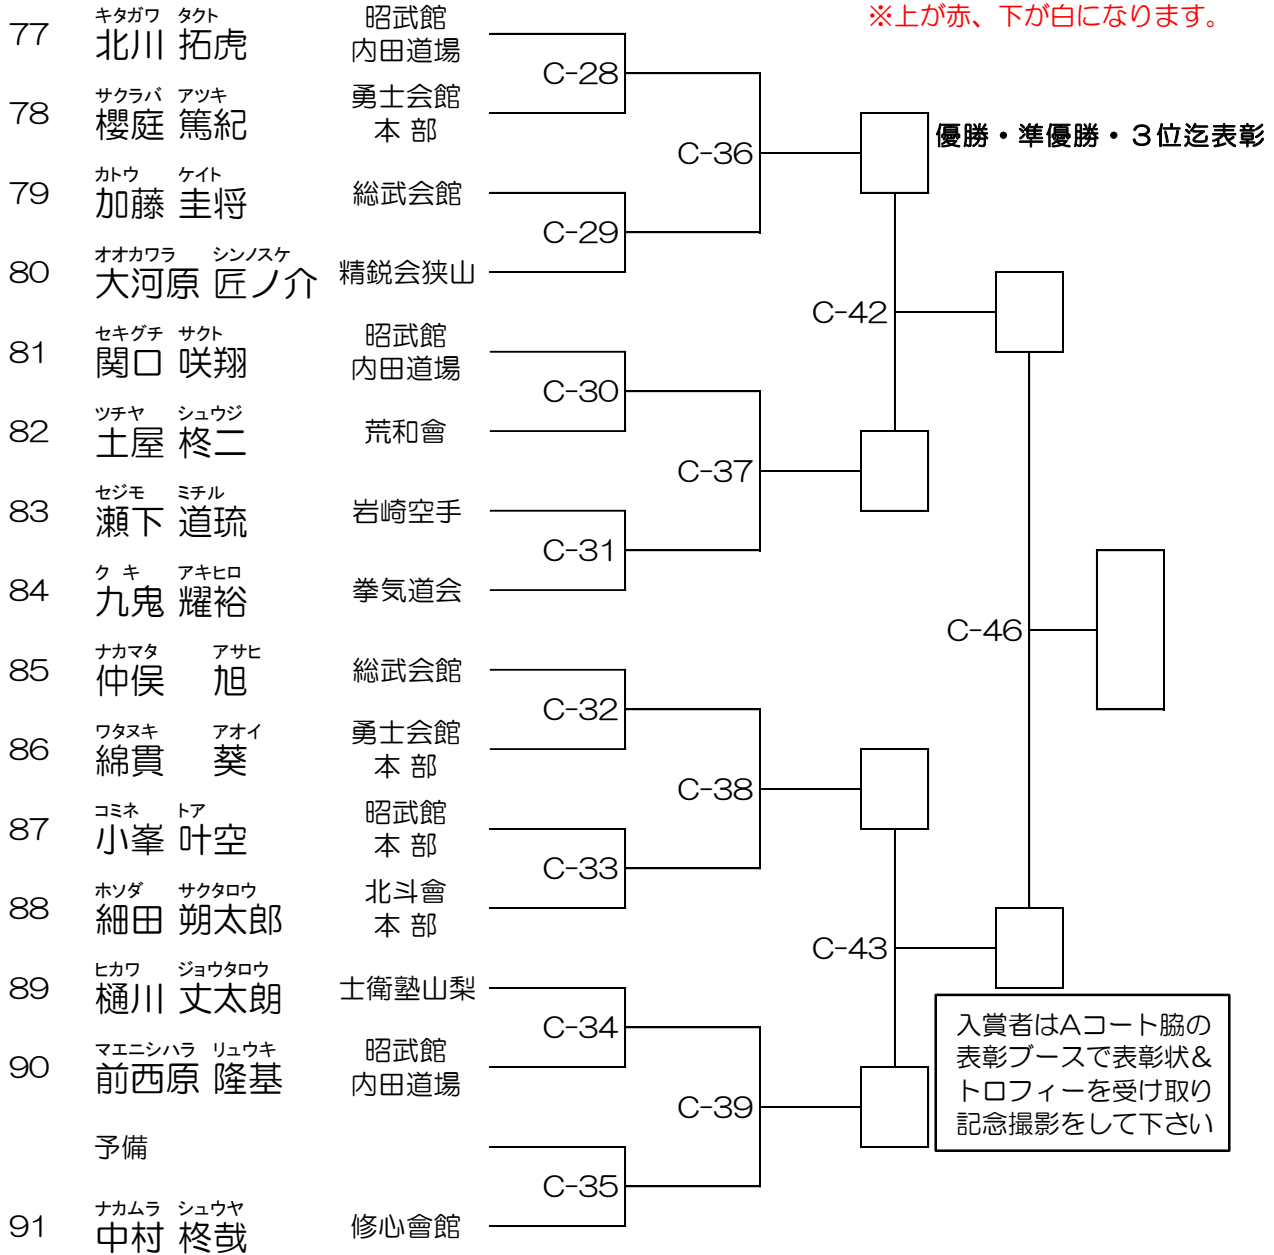 ※上が赤、下が白になります。
優勝・準優勝・３位迄表彰
キタガワ タクト
77 北川 拓虎 昭武館 内田道場
サクラバ アツキ
78 櫻庭 篤紀 勇士会館 本 部
カトウ ケイト
79 加藤 圭将 総武会館
オオカワラ シンノスケ
80 大河原 匠ノ介 精鋭会狭山
セキグチ サクト
81 関口 咲翔 昭武館 内田道場
ツチヤ シュウジ
82 土屋 柊二 荒和會
セジモ ミチル
83 瀬下 道琉 岩崎空手
ク キ アキヒロ
84 九鬼 耀裕 拳気道会
ナカマタ アサヒ
85 仲俣 旭 総武会館
ワタヌキ アオイ
86 綿貫 葵 勇士会館 本 部
コミネ トア
87 小峯 叶空 昭武館 本 部
ホソダ サクタロウ
88 細田 朔太郎 北斗會 本 部
ヒカワ ジョウタロウ
89 樋川 丈太朗 士衛塾山梨
マエニシハラ リュウキ
90 前西原 隆基 昭武館 内田道場
予備
ナカムラ シュウヤ
91 中村 柊哉 修心會館
C-28
C-29
C-30
C-31
C-32
C-33
C-34
C-35
C-36
C-37
C-38
C-39
C-42
C-43
C-46
入賞者はAコート脇の
表彰ブースで表彰状&
トロフィーを受け取り
記念撮影をして下さい